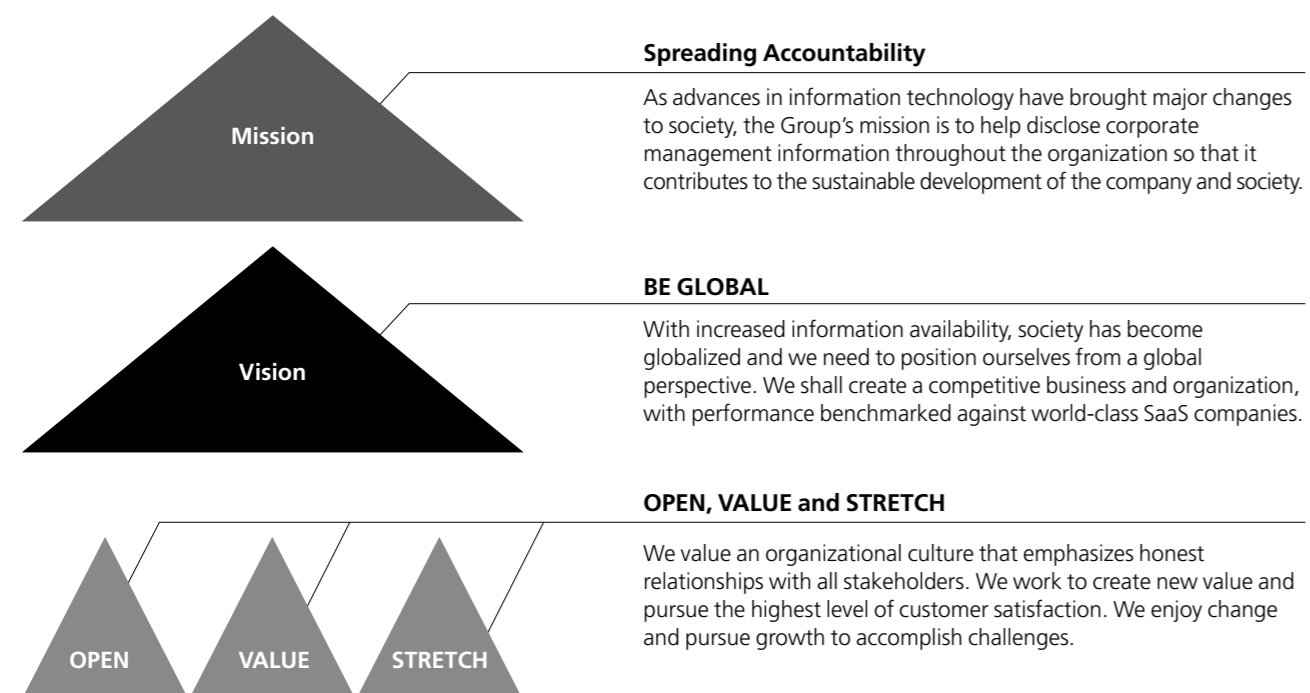 Mission
Spreading Accountability
As advances in information technology have brought major changes
to society, the Group’s mission is to help disclose corporate
management information throughout the organization so that it
contributes to the sustainable development of the company and society.
Vision
BE GLOBAL
With increased information availability, society has become
globalized and we need to position ourselves from a global
perspective. We shall create a competitive business and organization,
with performance benchmarked against world-class SaaS companies.
OPEN, VALUE and STRETCH
We value an organizational culture that emphasizes honest
relationships with all stakeholders. We work to create new value and
pursue the highest level of customer satisfaction. We enjoy change
and pursue growth to accomplish challenges.
OPEN
VALUE
STRETCH